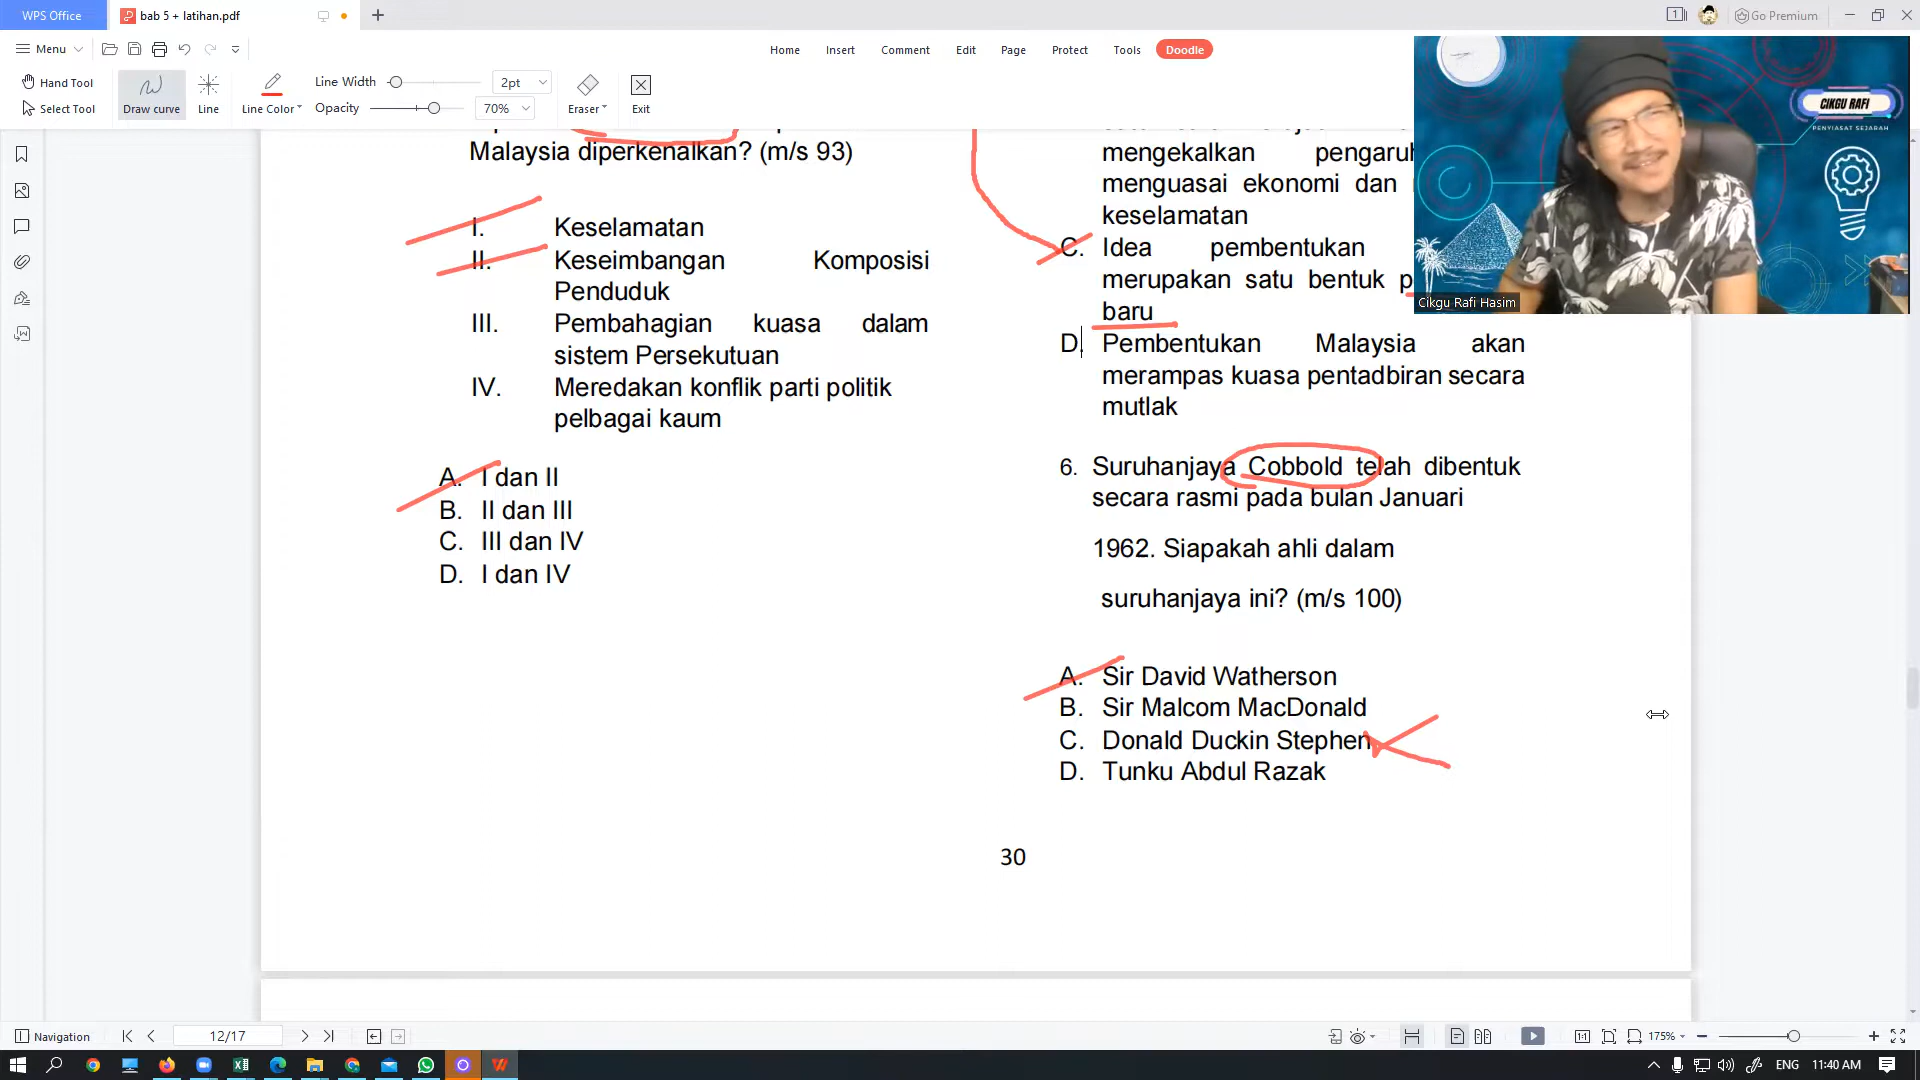 WPS Office
bab 5 + latihan.pdf
Go Premium
Menu
Home Insert Comment Edit Page Protect Tools Doodle
Hand Tool
Select Tool
Draw curve
Line
Line Color
Line Width 2pt
Opacity 70%
Eraser
Exit
Malaysia diperkenalkan? (m/s 93)
I. Keselamatan
II. Keseimbangan Komposisi
Penduduk
III. Pembahagian kuasa dalam
sistem Persekutuan
IV. Meredakan konflik parti politik
pelbagai kaum
A. I dan II
B. II dan III
C. III dan IV
D. I dan IV
mengekalkan
menguasai ekonomi dan
keselamatan
C. Idea pembentukan
merupakan satu bentuk
baru
D. Pembentukan Malaysia akan
merampas kuasa pentadbiran secara
mutlak
6. Suruhanjaya Cobbold telah dibentuk
secara rasmi pada bulan Januari
1962. Siapakah ahli dalam
suruhanjaya ini? (m/s 100)
A. Sir David Watherson
B. Sir Malcom MacDonald
C. Donald Duckin Stephen
D. Tunku Abdul Razak
30
CIKGU RAFI
PENYIASAT SEJARAH
Cikgu Rafi Hasim
Navigation
12/17
175%
ENG
11:40 AM